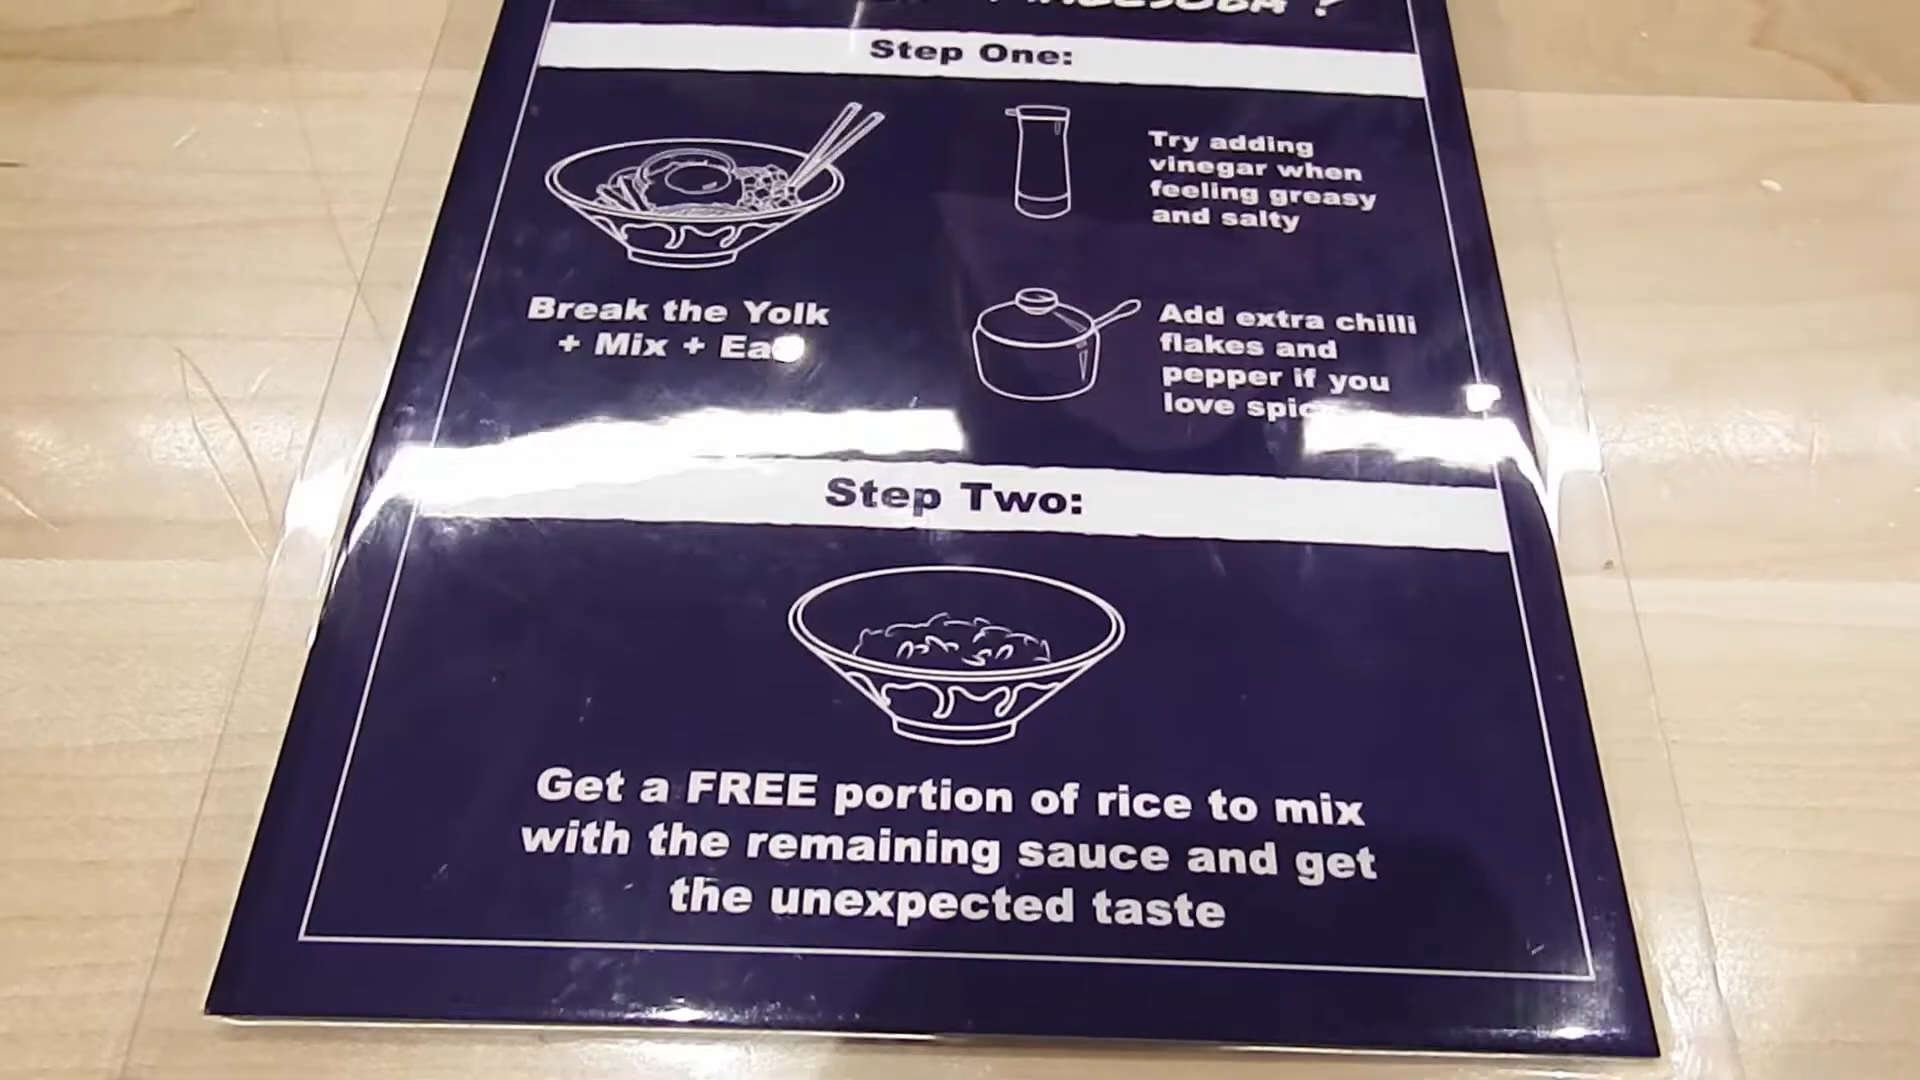 Step One:
Try adding
vinegar when
feeling greasy
and salty
Break the Yolk
+ Mix + Eat
Add extra chilli
flakes and
pepper if you
love
Step Two:
Get a FREE portion of rice to mix
with the remaining sauce and get
the unexpected taste